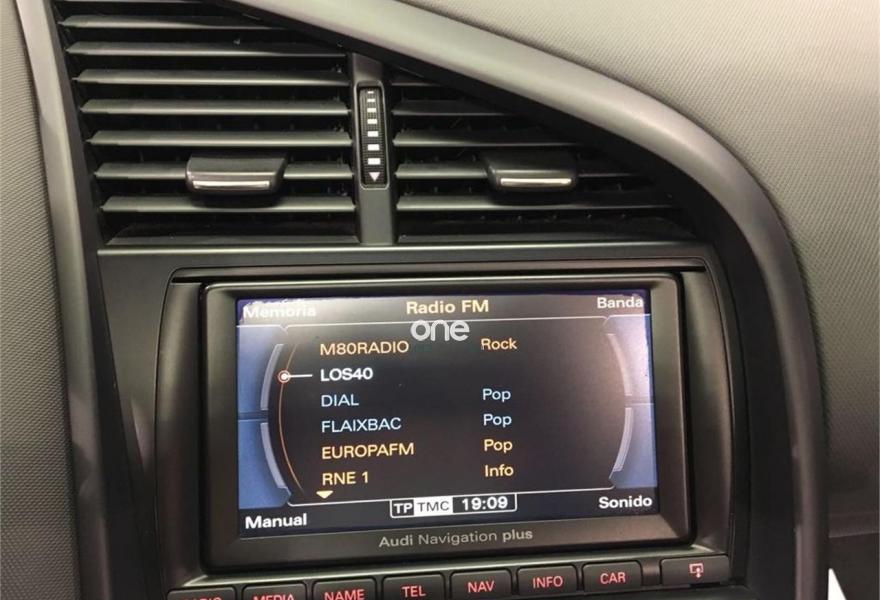 Memoria Radio FM Banda
one
M80RADIO Rock
LOS40
DIAL Pop
FLAIXBAC Pop
EUROPAFM Pop
RNE 1 Info
Manual TP TMC 19:09 Sonido
Audi Navigation plus
RADIO MEDIA NAME TEL NAV INFO CAR